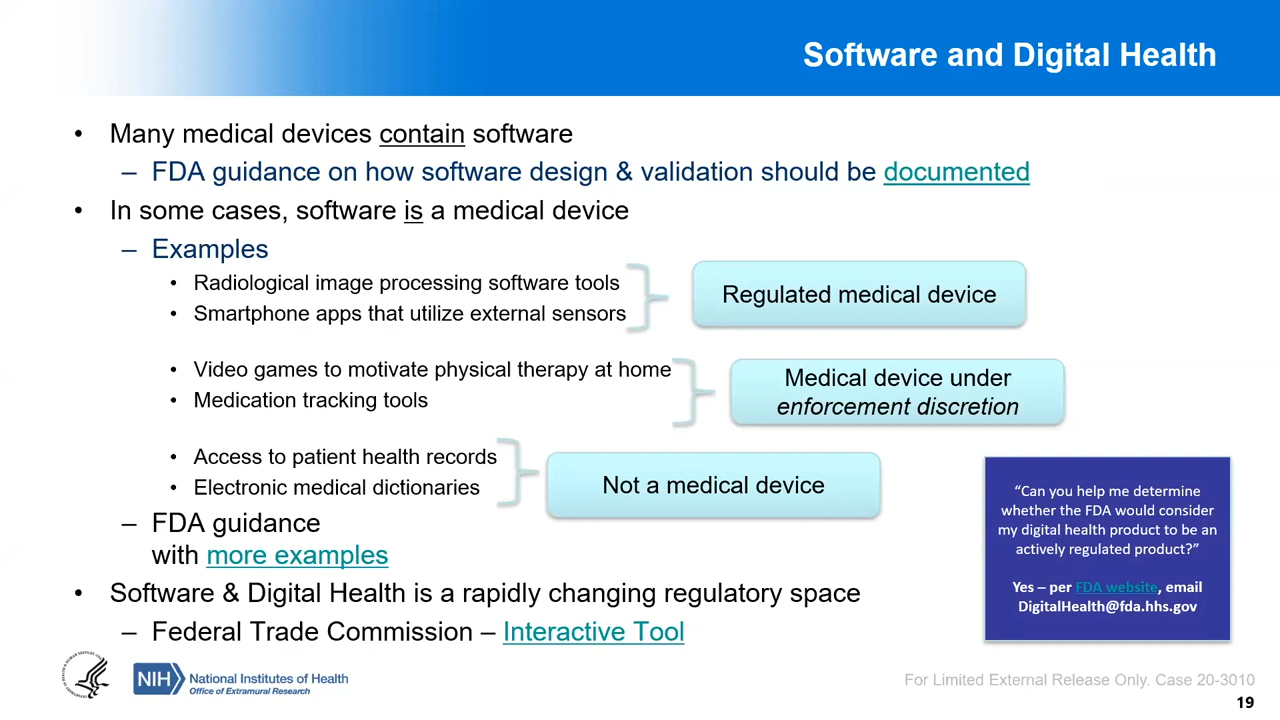 Software and Digital Health
• Many medical devices contain software
– FDA guidance on how software design & validation should be documented
• In some cases, software is a medical device
– Examples
• Radiological image processing software tools
• Smartphone apps that utilize external sensors
Regulated medical device
• Video games to motivate physical therapy at home
• Medication tracking tools
Medical device under
enforcement discretion
• Access to patient health records
• Electronic medical dictionaries
Not a medical device
– FDA guidance
with more examples
• Software & Digital Health is a rapidly changing regulatory space
– Federal Trade Commission – Interactive Tool
“Can you help me determine
whether the FDA would consider
my digital health product to be an
actively regulated product?”
Yes – per FDA website, email
DigitalHealth@fda.hhs.gov
NIH
National Institutes of Health
Office of Extramural Research
For Limited External Release Only. Case 20-3010
19